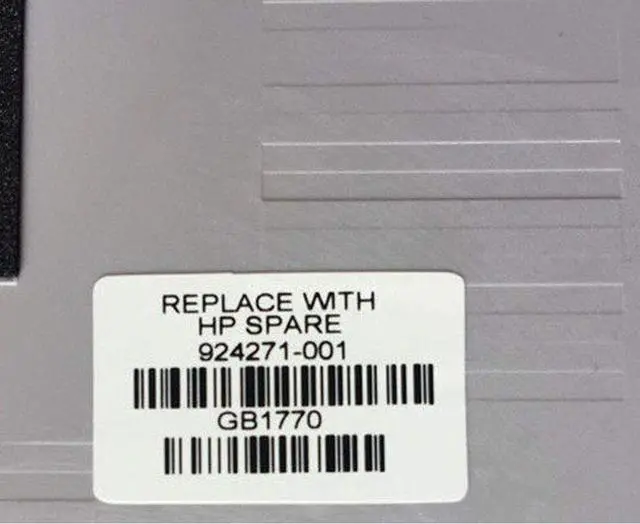 REPLACE WITH
HP SPARE
924271-001
GB1770